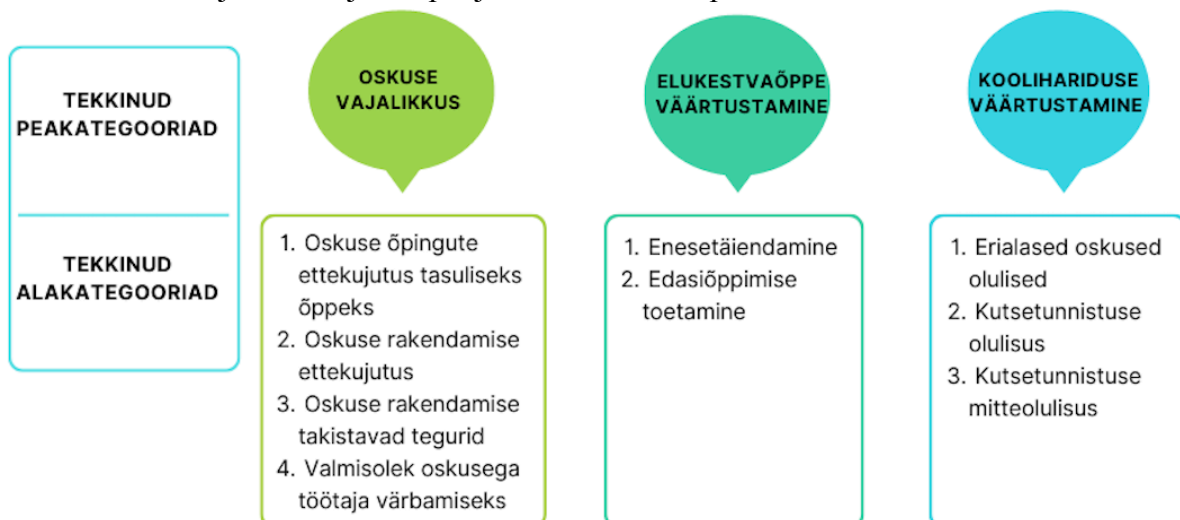 TEKKINUD
PEAKATEGOORIAD
OSKUSE
VAJALIKKUS
ELUKESTVAÕPPE
VÄÄRTUSTAMINE
KOOLIHARIDUSE
VÄÄRTUSTAMINE
TEKKINUD
ALAKATEGOORIAD
1. Oskuse õpingute
ettekujutus tasuliseks
õppeks
2. Oskuse rakendamise
ettekujutus
3. Oskuse rakendamise
takistavad tegurid
4. Valmisolek oskusega
töötaja värbamiseks
1. Enesetäiendamine
2. Edasiõppimise
toetamine
1. Erialased oskused
olulised
2. Kutsetunnistuse
olulisus
3. Kutsetunnistuse
mitteolulisus